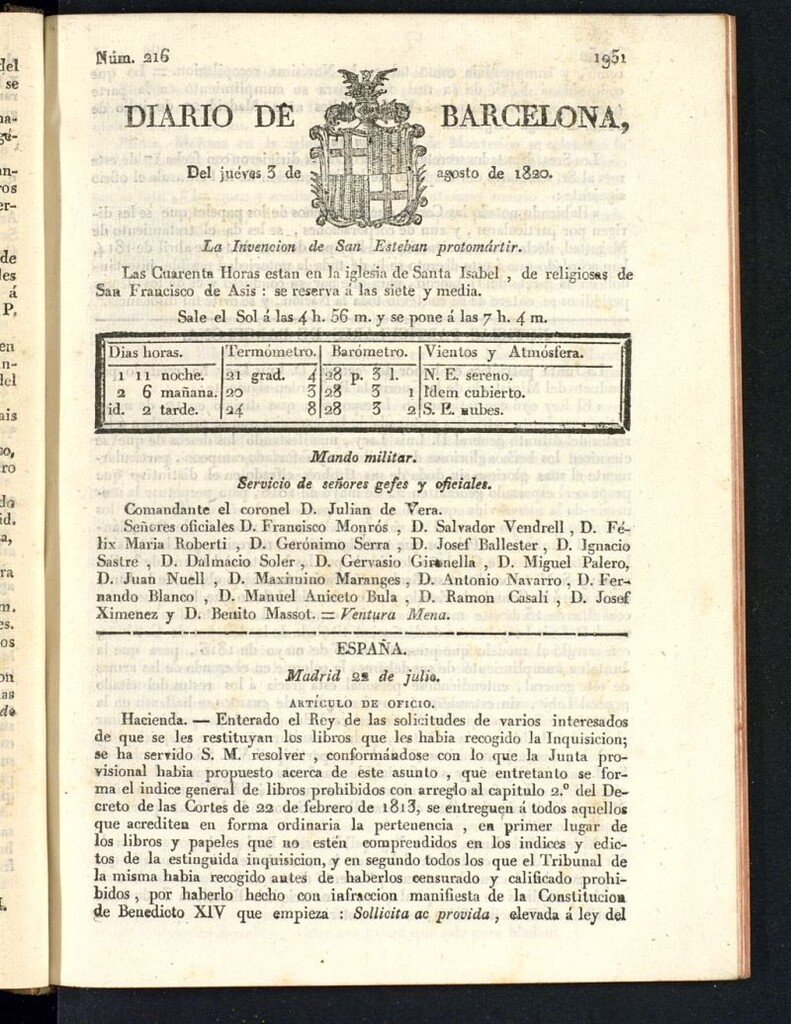 Núm. 216 1951
DIARIO DE BARCELONA,
Del juéves 3 de agosto de 1820.
La Invencion de San Esteban protomártir.
Las Cuarenta Horas estan en la iglesia de Santa Isabel , de religiosas de
San Francisco de Asis : se reserva á las siete y media.
Sale el Sol á las 4 h. 56 m. y se pone á las 7 h. 4 m.
Dias horas. Termómetro. Barómetro. Vientos y Atmósfera.
1 11 noche. 21 grad. 4 28 p. 3 l. N. E. sereno.
2 6 mañana. 20 3 28 3 1 Idem cubierto.
id. 2 tarde. 24 8 28 3 2 S. E. nubes.
Mando militar.
Servicio de señores gefes y oficiales.
Comandante el coronel D. Julian de Vera.
Señores oficiales D. Francisco Monrós , D. Salvador Vendrell , D. Fé-
lix Maria Roberti , D. Gerónimo Serra , D. Josef Ballester , D. Ignacio
Sastre , D. Dalmacio Soler , D. Gervasio Gironella , D. Miguel Palero,
D. Juan Nuell , D. Maximino Maranges , D. Antonio Navarro , D. Fer-
nando Blanco , D. Manuel Aniceto Bula , D. Ramon Casalí , D. Josef
Ximenez y D. Benito Massot. = Ventura Mena.
ESPAÑA.
Madrid 22 de julio.
ARTÍCULO DE OFICIO.
Hacienda. — Enterado el Rey de las solicitudes de varios interesados
de que se les restituyan los libros que les habia recogido la Inquisicion;
se ha servido S. M. resolver , conformándose con lo que la Junta pro-
visional habia propuesto acerca de este asunto , que entretanto se for-
ma el indice general de libros prohibidos con arreglo al capitulo 2.º del De-
creto de las Cortes de 22 de febrero de 1813, se entreguen á todos aquellos
que acrediten en forma ordinaria la pertenencia , en primer lugar de
los libros y papeles que no estén comprendidos en los indices y edic-
tos de la estinguida inquisicion, y en segundo todos los que el Tribunal de
la misma habia recogido antes de haberlos censurado y calificado prohi-
bidos , por haberlo hecho con infraccion manifiesta de la Constitucion
de Benedicto XIV que empieza : Sollicita ac provida , elevada á ley del